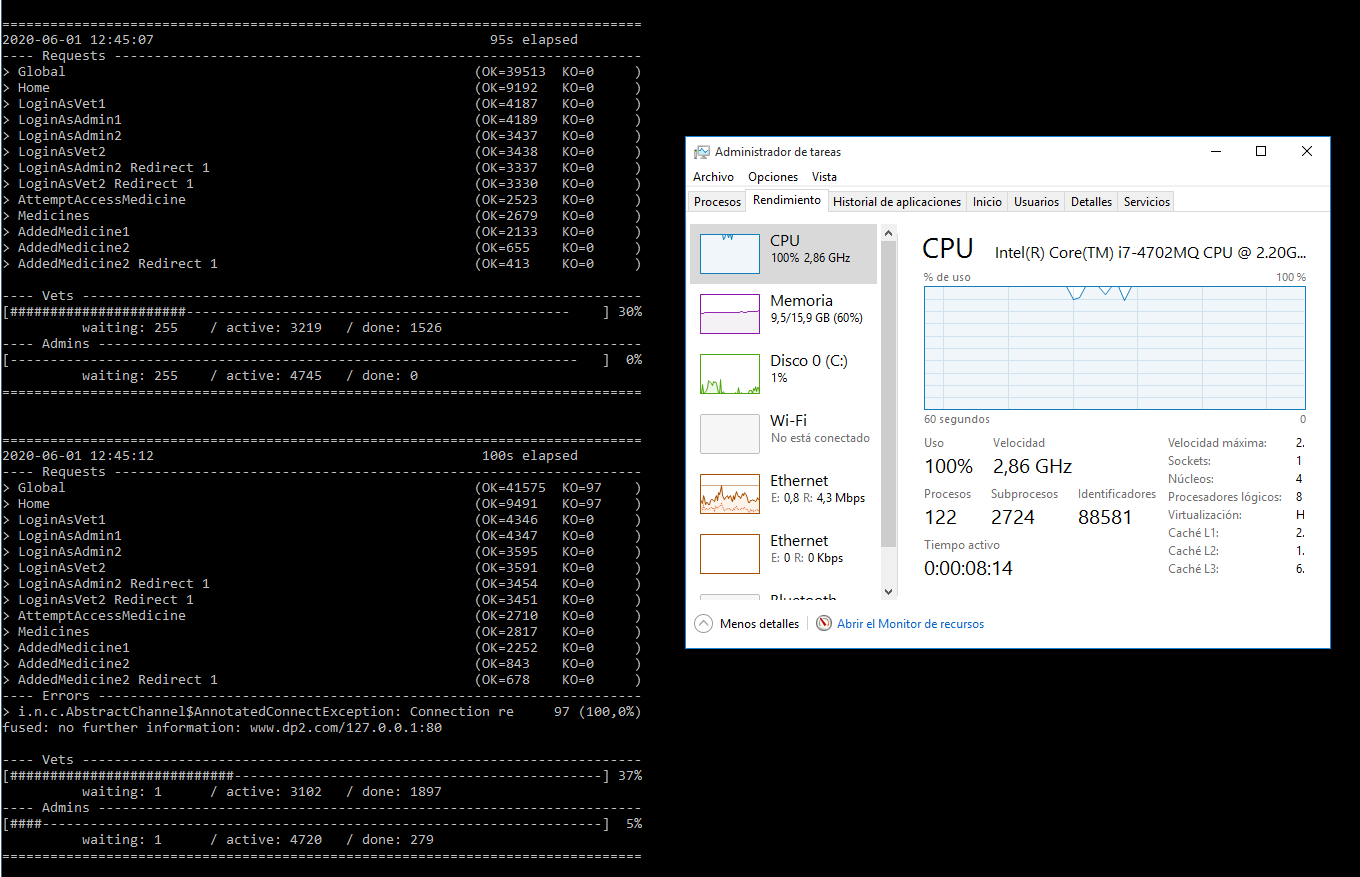 ================================================================================
2020-06-01 12:45:07                                          95s elapsed
---- Requests ------------------------------------------------------------------
> Global                                                   (OK=39513  KO=0     )
> Home                                                     (OK=9192   KO=0     )
> LoginAsVet1                                              (OK=4187   KO=0     )
> LoginAsAdmin1                                            (OK=4189   KO=0     )
> LoginAsAdmin2                                            (OK=3437   KO=0     )
> LoginAsVet2                                              (OK=3438   KO=0     )
> LoginAsAdmin2 Redirect 1                                 (OK=3337   KO=0     )
> LoginAsVet2 Redirect 1                                   (OK=3330   KO=0     )
> AttemptAccessMedicine                                    (OK=2523   KO=0     )
> Medicines                                                (OK=2679   KO=0     )
> AddedMedicine1                                           (OK=2133   KO=0     )
> AddedMedicine2                                           (OK=655    KO=0     )
> AddedMedicine2 Redirect 1                                (OK=413    KO=0     )
---- Vets ----------------------------------------------------------------------
[######################----------------------------------------------------   ] 30%
          waiting: 255    / active: 3219   / done: 1526
---- Admins --------------------------------------------------------------------
[-----------------------------------------------------------------------   ]  0%
          waiting: 255    / active: 4745   / done: 0
================================================================================
================================================================================
2020-06-01 12:45:12                                         100s elapsed
---- Requests ------------------------------------------------------------------
> Global                                                   (OK=41575  KO=97    )
> Home                                                     (OK=9491   KO=97    )
> LoginAsVet1                                              (OK=4346   KO=0     )
> LoginAsAdmin1                                            (OK=4347   KO=0     )
> LoginAsAdmin2                                            (OK=3595   KO=0     )
> LoginAsVet2                                              (OK=3591   KO=0     )
> LoginAsAdmin2 Redirect 1                                 (OK=3454   KO=0     )
> LoginAsVet2 Redirect 1                                   (OK=3451   KO=0     )
> AttemptAccessMedicine                                    (OK=2710   KO=0     )
> Medicines                                                (OK=2817   KO=0     )
> AddedMedicine1                                           (OK=2252   KO=0     )
> AddedMedicine2                                           (OK=843    KO=0     )
> AddedMedicine2 Redirect 1                                (OK=678    KO=0     )
---- Errors --------------------------------------------------------------------
> i.n.c.AbstractChannel$AnnotatedConnectException: Connection re     97 (100,0%)
fused: no further information: www.dp2.com/127.0.0.1:80
---- Vets ----------------------------------------------------------------------
[############################----------------------------------------------] 37%
          waiting: 1      / active: 3102   / done: 1897
---- Admins --------------------------------------------------------------------
[####----------------------------------------------------------------------]  5%
          waiting: 1      / active: 4720   / done: 279
================================================================================
Administrador de tareas
Archivo Opciones Vista
Procesos Rendimiento Historial de aplicaciones Inicio Usuarios Detalles Servicios
CPU
100% 2,86 GHz
Memoria
9,5/15,9 GB (60%)
Disco 0 (C:)
1%
Wi-Fi
No está conectado
Ethernet
E: 0,8 R: 4,3 Mbps
Ethernet
E: 0 R: 0 Kbps
Bluetooth
CPU Intel(R) Core(TM) i7-4702MQ CPU @ 2.20G...
% de uso 100 %
60 segundos 0
Uso Velocidad
100% 2,86 GHz
Procesos Subprocesos Identificadores
122 2724 88581
Tiempo activo
0:00:08:14
Velocidad máxima: 2.
Sockets: 1
Núcleos: 4
Procesadores lógicos: 8
Virtualización: H
Caché L1: 2.
Caché L2: 1.
Caché L3: 6.
Menos detalles Abrir el Monitor de recursos